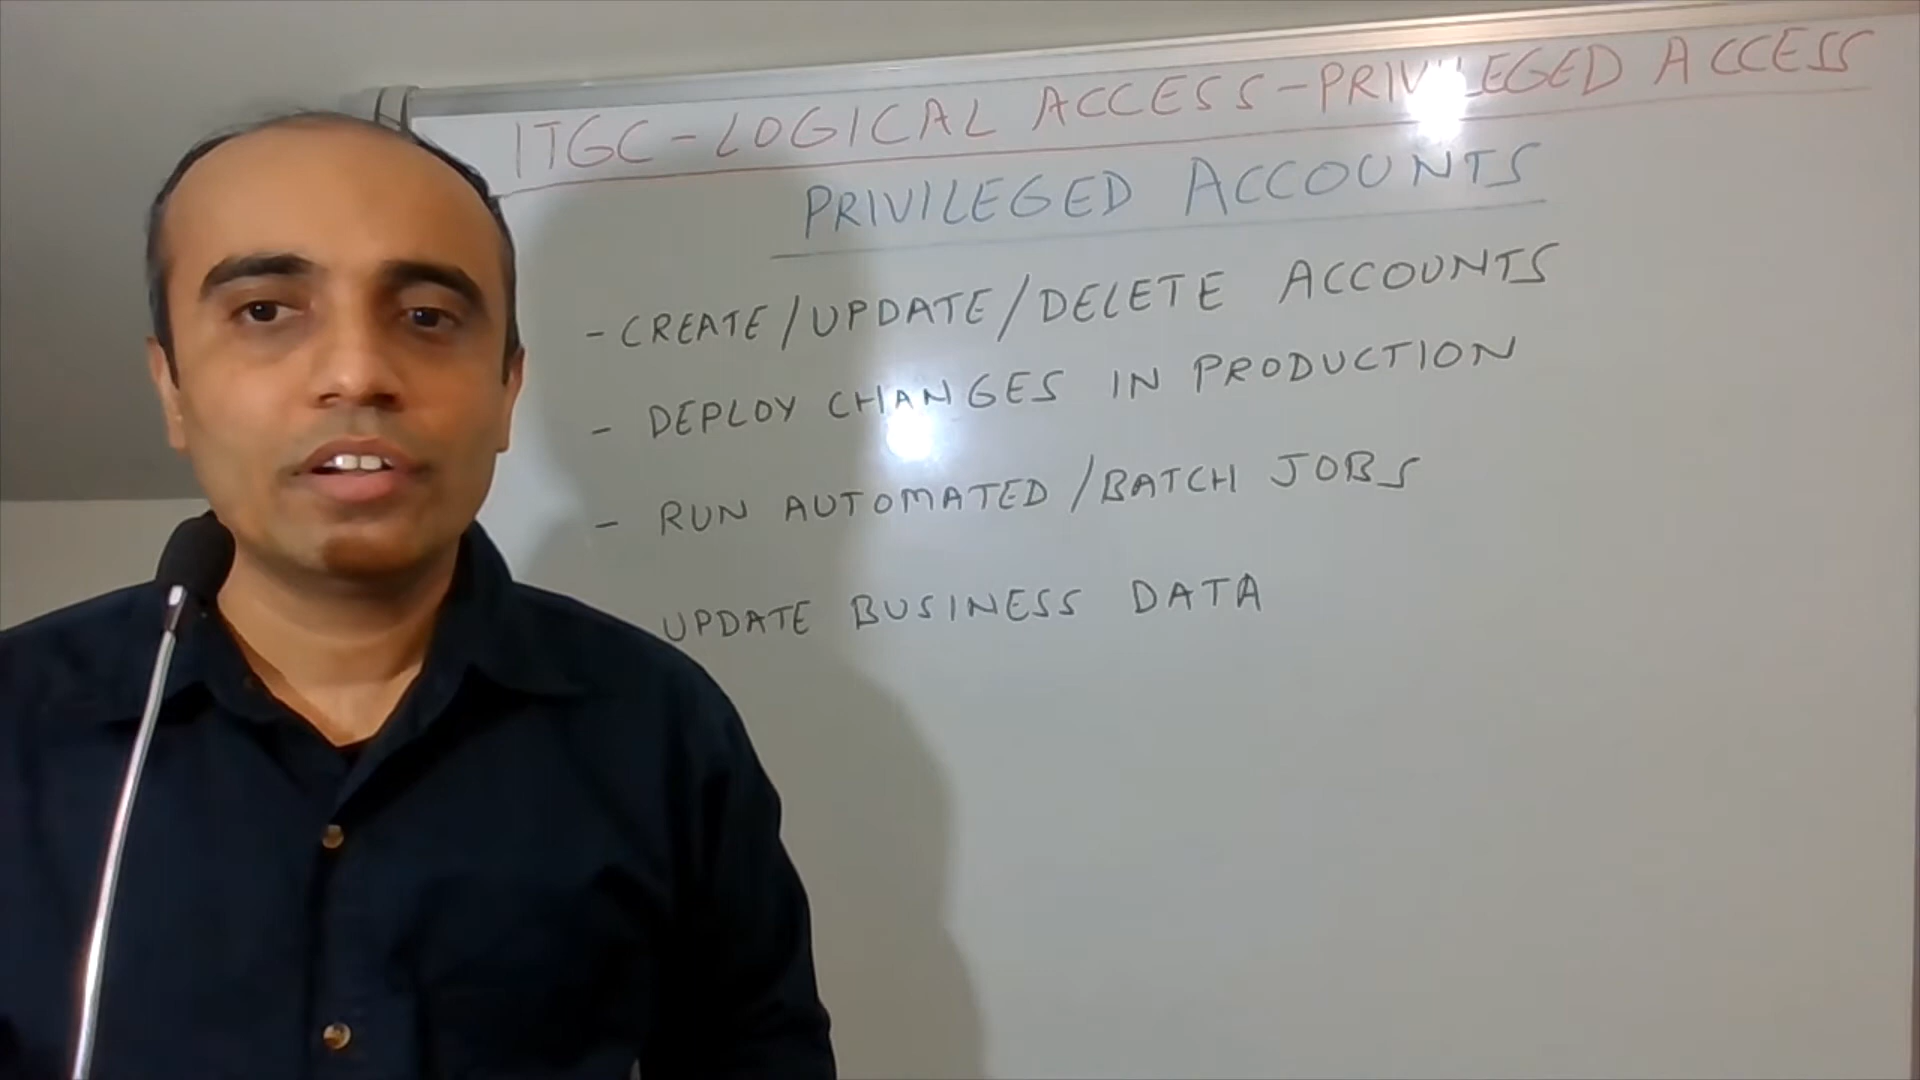 ITGC-LOGICAL ACCESS-PRIVILEGED ACCESS
PRIVILEGED ACCOUNTS
- CREATE/UPDATE/DELETE ACCOUNTS
- DEPLOY CHANGES IN PRODUCTION
- RUN AUTOMATED/BATCH JOBS
UPDATE BUSINESS DATA